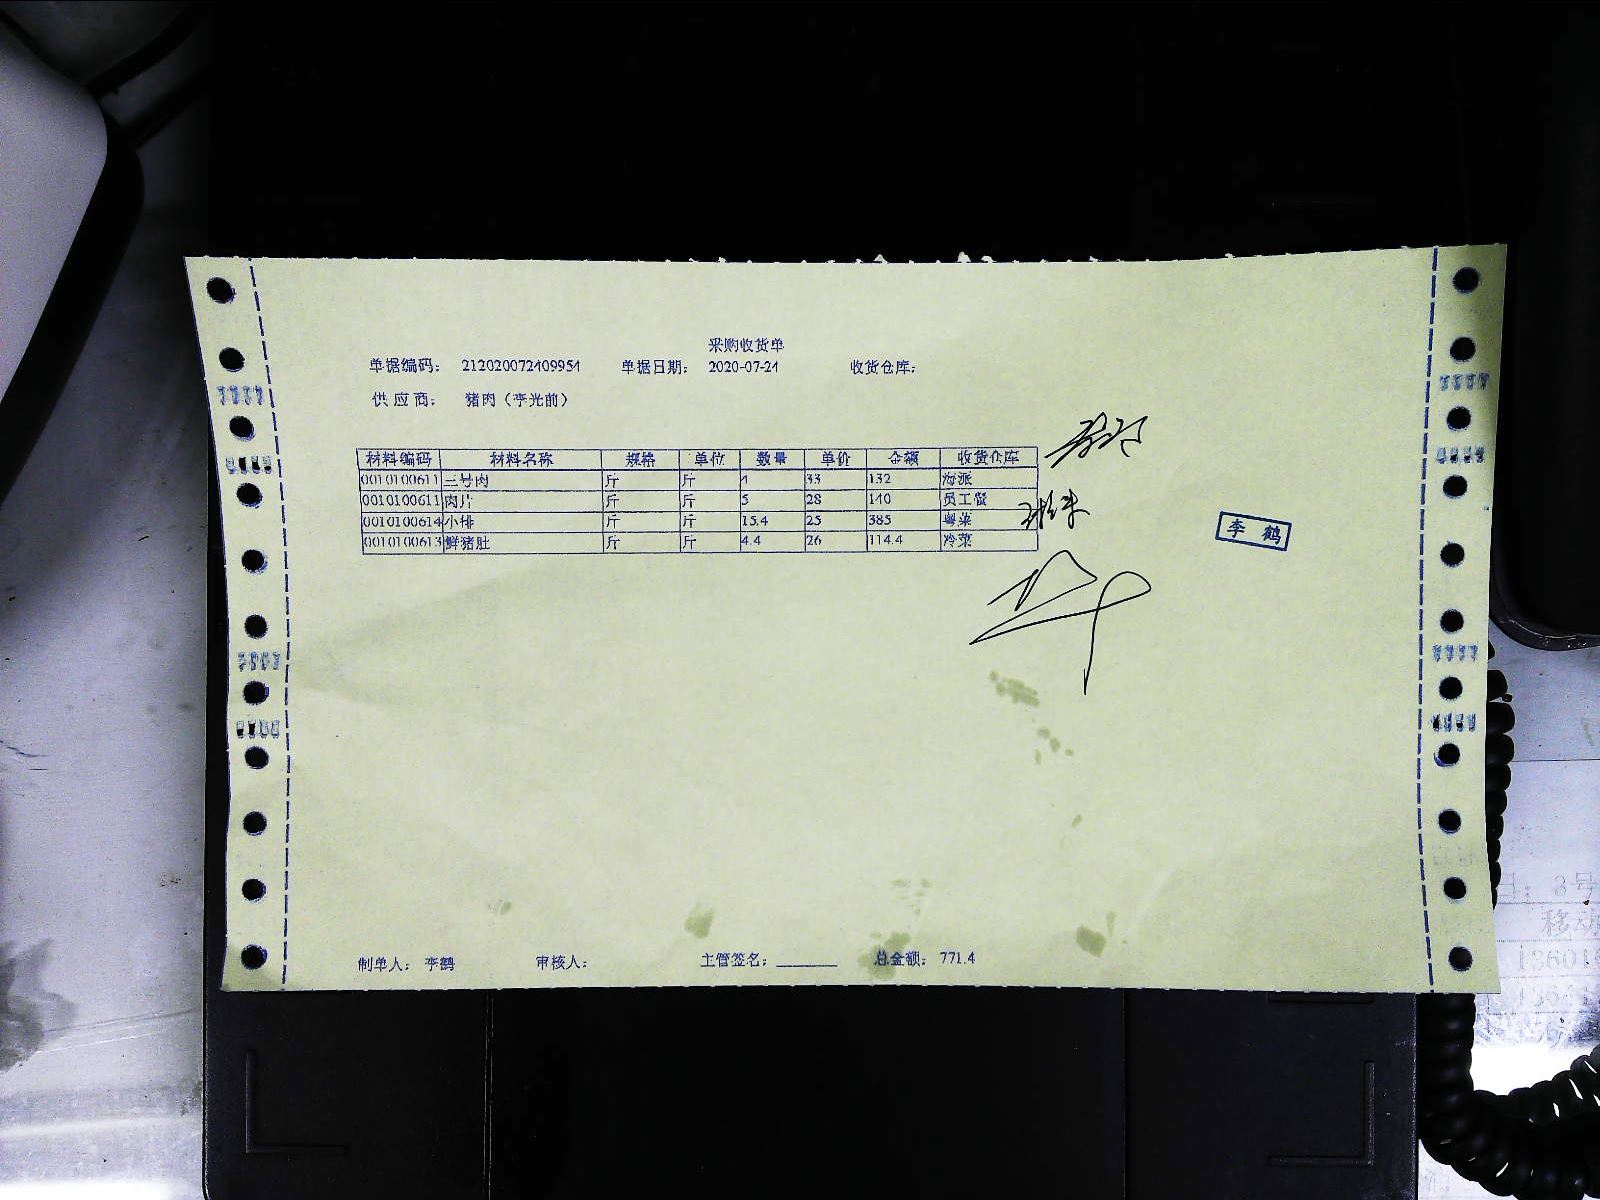 采购收货单
单据编码： 212020072409954 单据日期： 2020-07-24 收货仓库：
供应商： 猪肉（李光前）
材料编码 材料名称 规格 单位 数量 单价 金额 收货仓库
0010100611 三号肉 斤 斤 4 33 132 海派
0010100611 肉片 斤 斤 5 28 140 员工餐
0010100614 小排 斤 斤 15.4 25 385 粤菜
0010100613 鲜猪肚 斤 斤 4.4 26 114.4 冷菜
李鹤
制单人： 李鹤 审核人： 主管签名： 总金额： 771.4